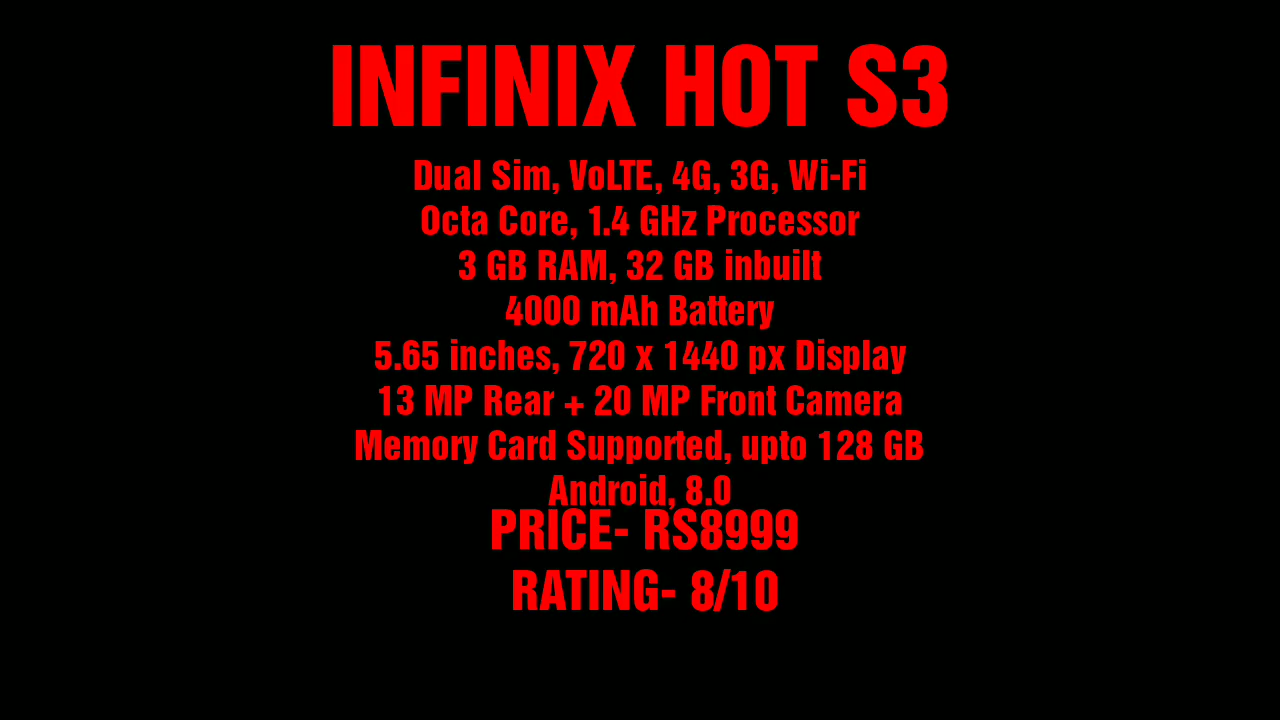 INFINIX HOT S3
Dual Sim, VoLTE, 4G, 3G, Wi-Fi
Octa Core, 1.4 GHz Processor
3 GB RAM, 32 GB inbuilt
4000 mAh Battery
5.65 inches, 720 x 1440 px Display
13 MP Rear + 20 MP Front Camera
Memory Card Supported, upto 128 GB
Android, 8.0
PRICE- RS8999
RATING- 8/10